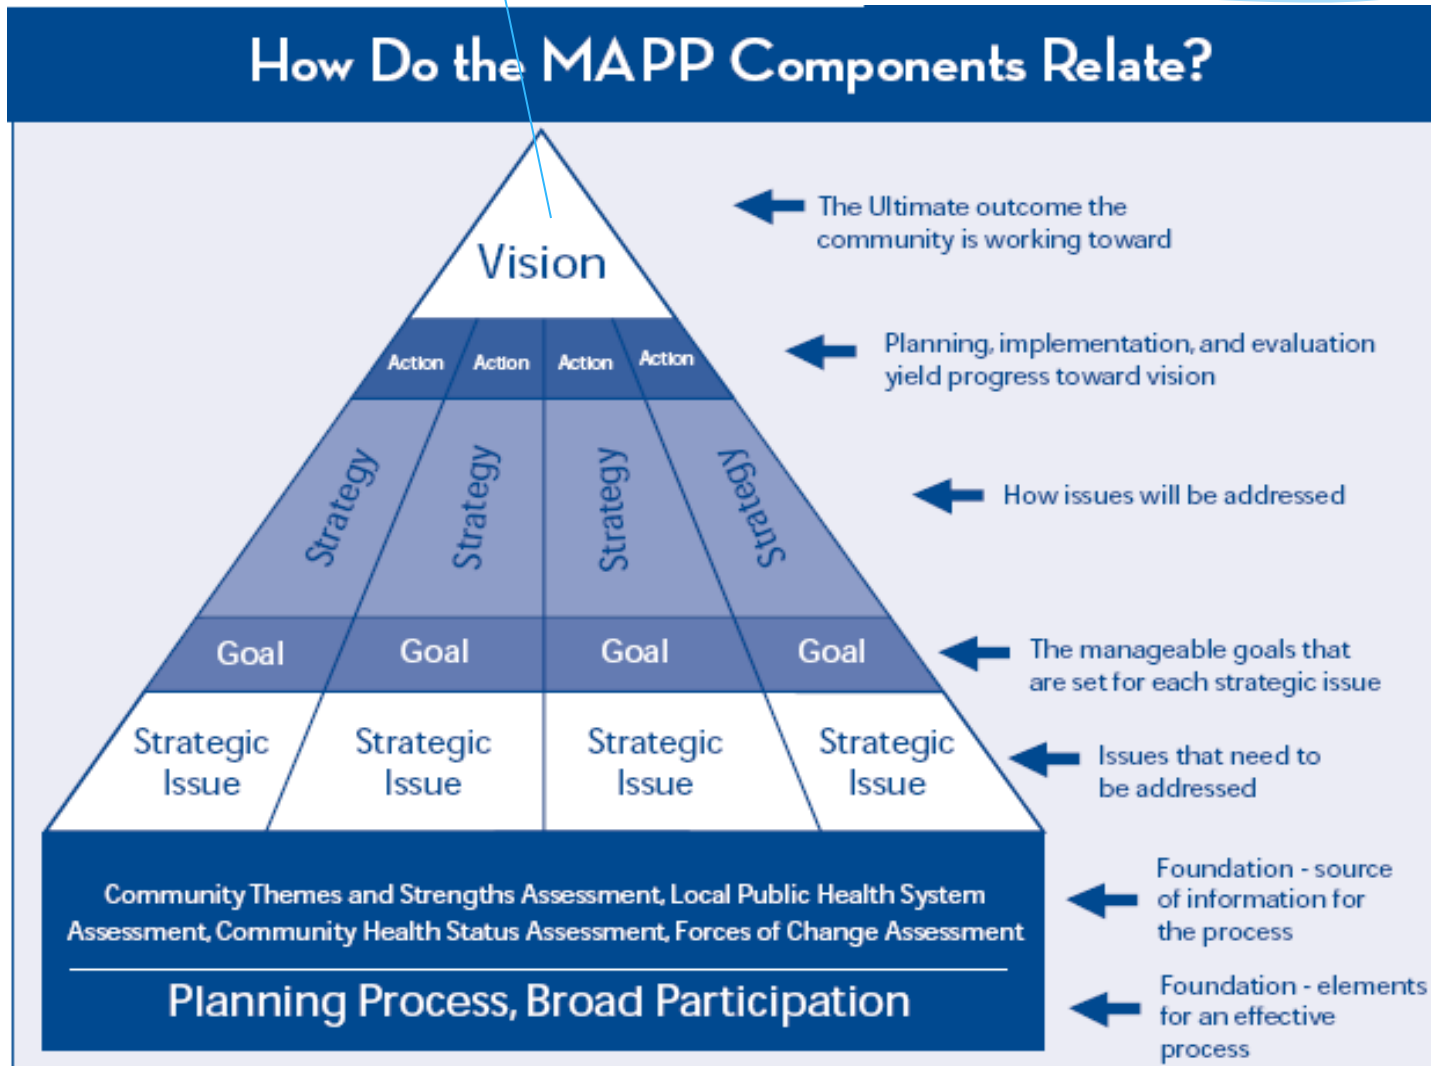 How Do the MAPP Components Relate?
The Ultimate outcome the
community is working toward
Vision
Action Action Action Action
Planning, implementation, and evaluation
yield progress toward vision
Strategy Strategy Strategy Strategy
How issues will be addressed
Goal Goal Goal Goal
The manageable goals that
are set for each strategic issue
Strategic Strategic Strategic Strategic
Issue Issue Issue Issue
Issues that need to
be addressed
Community Themes and Strengths Assessment, Local Public Health System
Assessment, Community Health Status Assessment, Forces of Change Assessment
Foundation - source
of information for
the process
Planning Process, Broad Participation
Foundation - elements
for an effective
process